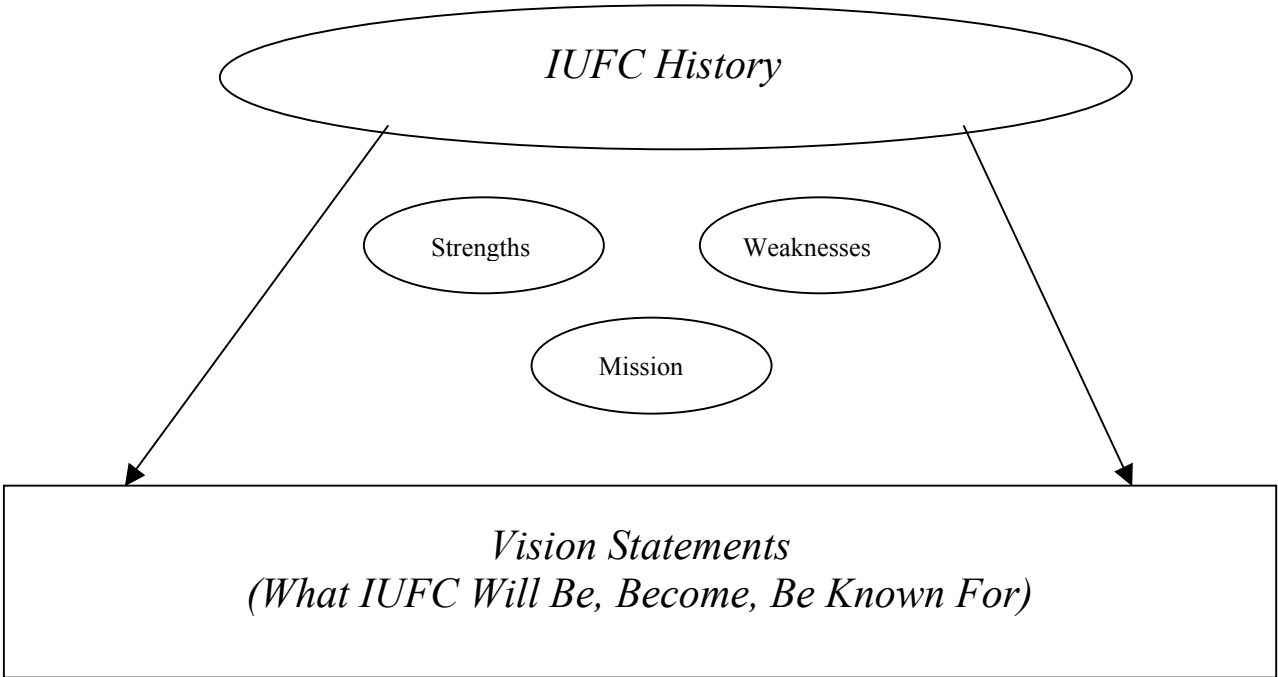 IUFC History
Strengths
Weaknesses
Mission
Vision Statements
(What IUFC Will Be, Become, Be Known For)